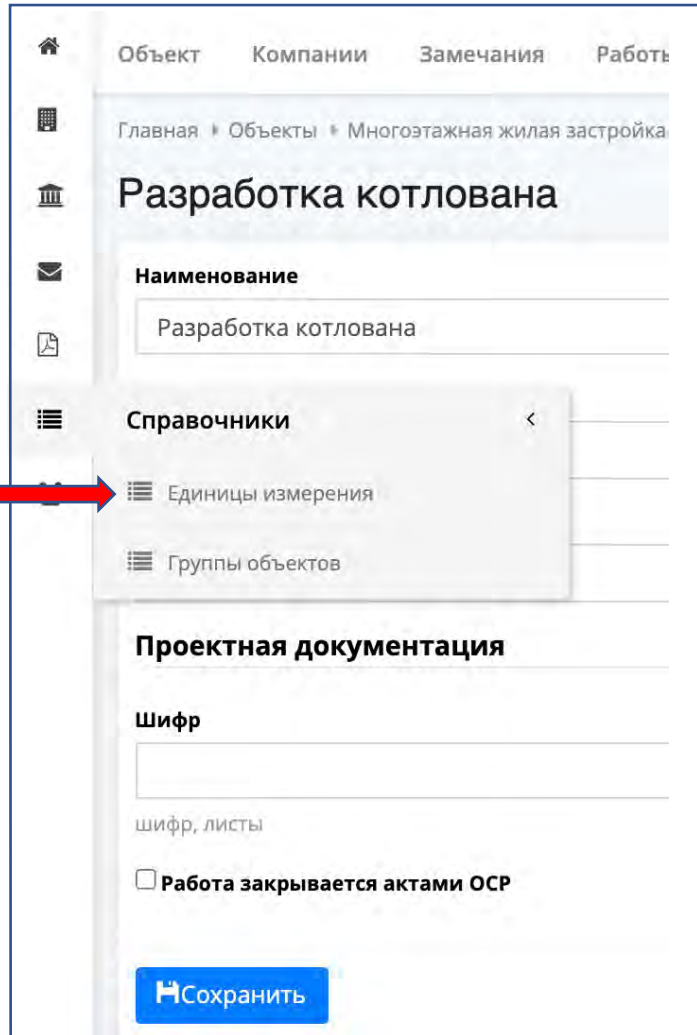 Объект Компании Замечания Работы
Главная Объекты Многоэтажная жилая застройка
Разработка котлована
Наименование
Разработка котлована
Справочники
Единицы измерения
Группы объектов
Проектная документация
Шифр
шифр, листы
Работа закрывается актами ОСР
Сохранить